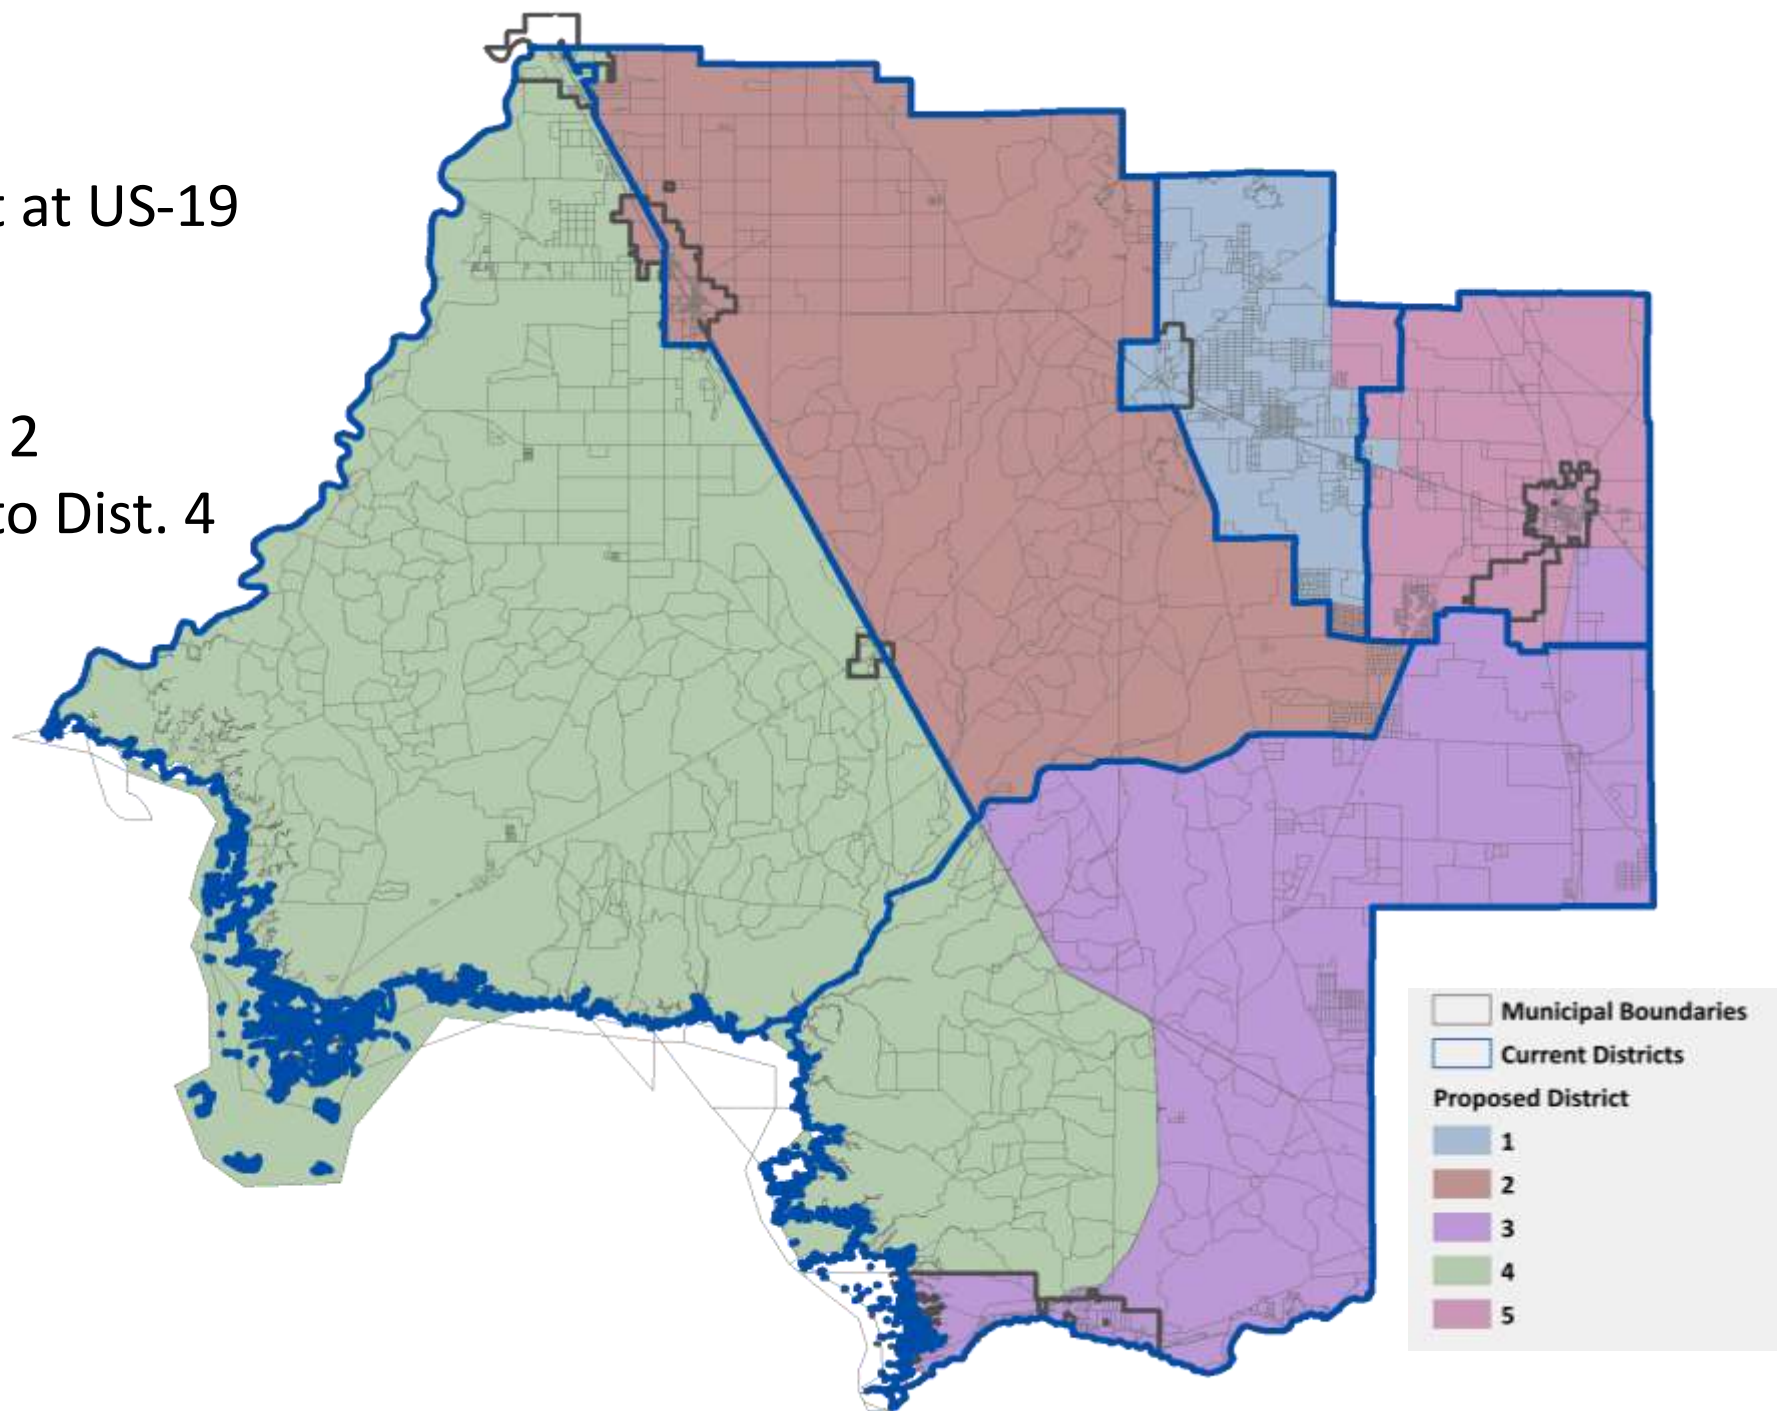 t at US-19
2
to Dist. 4
Municipal Boundaries
Current Districts
Proposed District
1
2
3
4
5